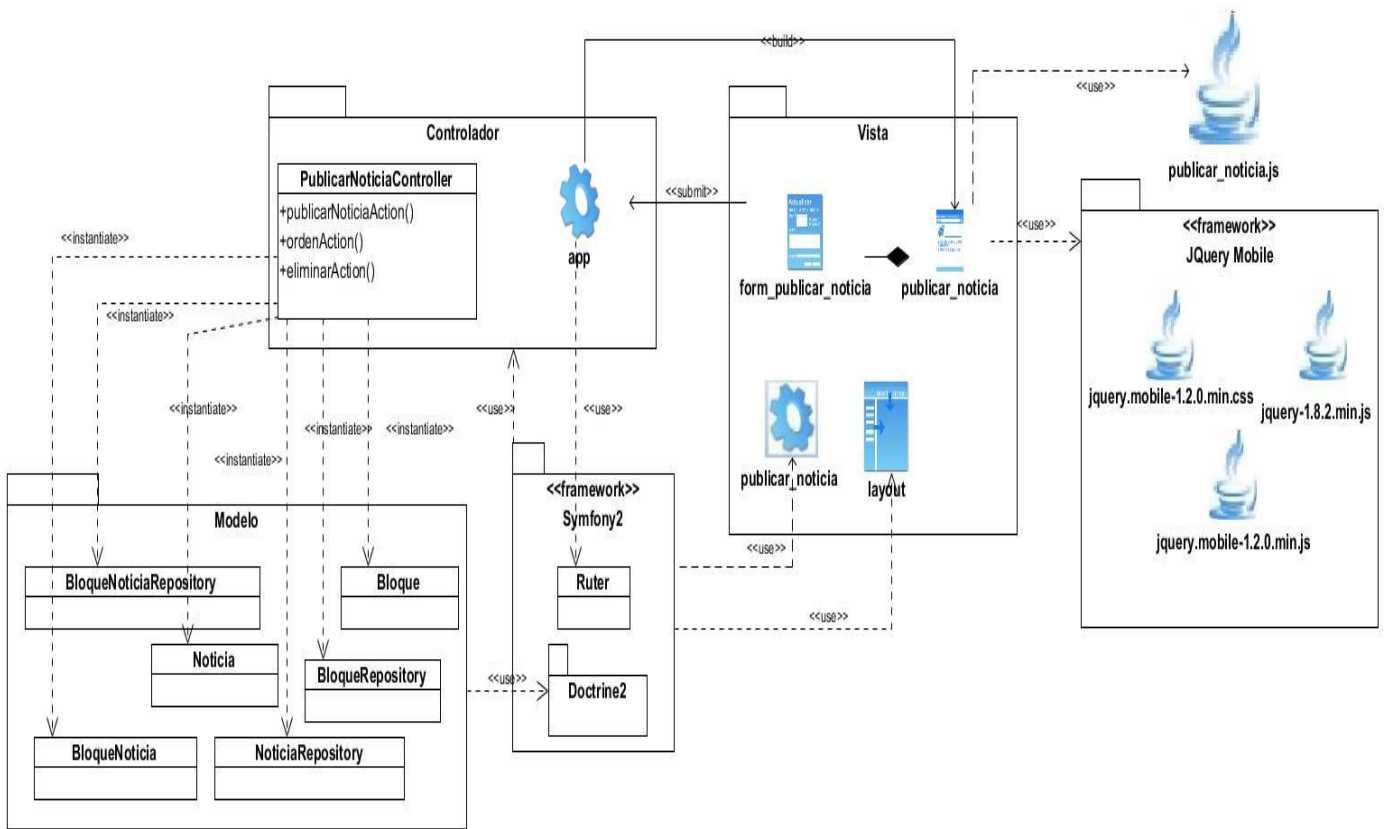 <<build>>
<<use>>
Controlador
Vista
publicar_noticia.js
PublicarNoticiaController
+publicarNoticiaAction()
+ordenAction()
+eliminarAction()
app
<<submit>>
form_publicar_noticia
publicar_noticia
<<use>>
<<framework>>
JQuery Mobile
jquery.mobile-1.2.0.min.css
jquery-1.8.2.min.js
jquery.mobile-1.2.0.min.js
<<instantiate>>
<<instantiate>>
<<instantiate>>
<<instantiate>>
<<instantiate>>
<<instantiate>>
<<use>>
<<use>>
publicar_noticia
layout
<<framework>>
Symfony2
<<use>>
<<use>>
Modelo
BloqueNoticiaRepository
Bloque
Ruter
Noticia
BloqueRepository
<<use>>
Doctrine2
BloqueNoticia
NoticiaRepository